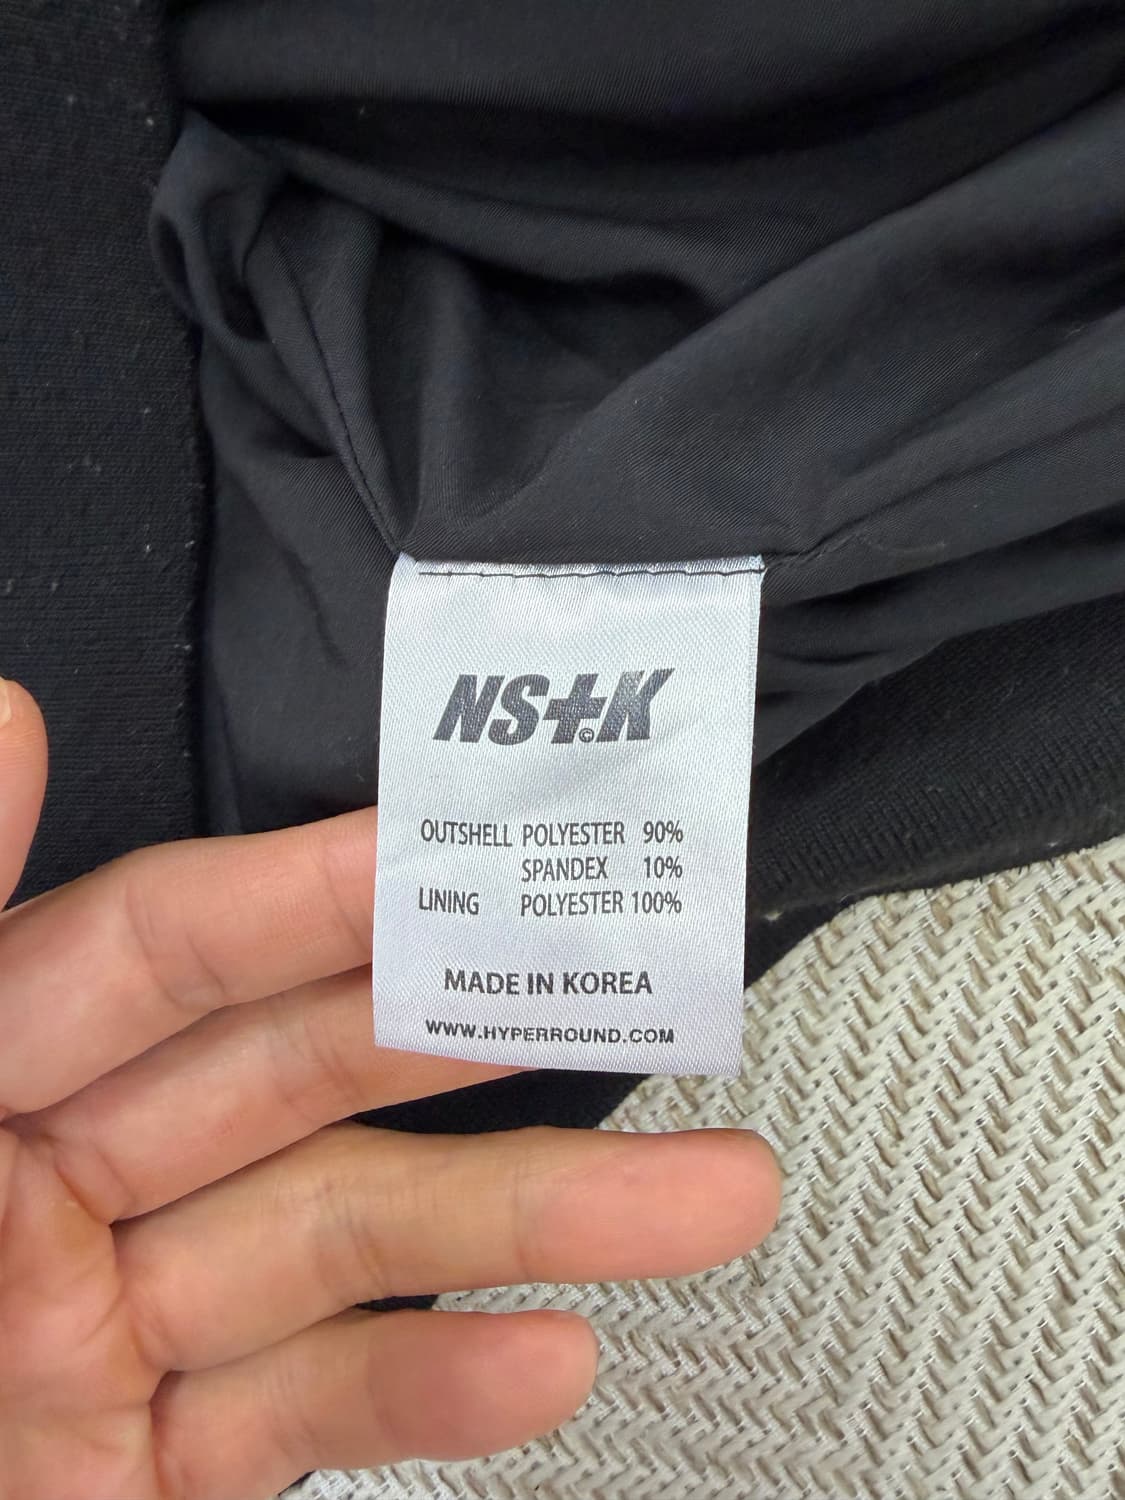 NS‡K
©
OUTSHELL POLYESTER 90%
SPANDEX 10%
LINING POLYESTER 100%
MADE IN KOREA
WWW.HYPERROUND.COM